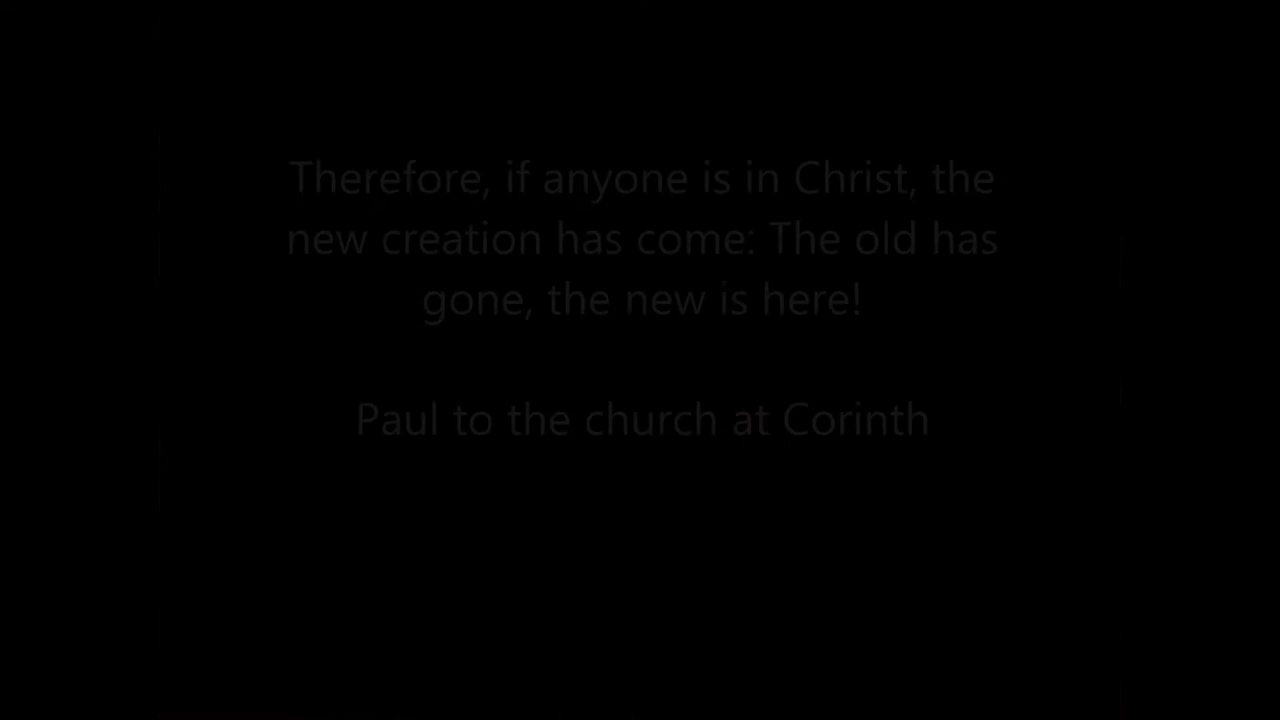 Therefore, if anyone is in Christ, the
new creation has come: The old has
gone, the new is here!
Paul to the church at Corinth